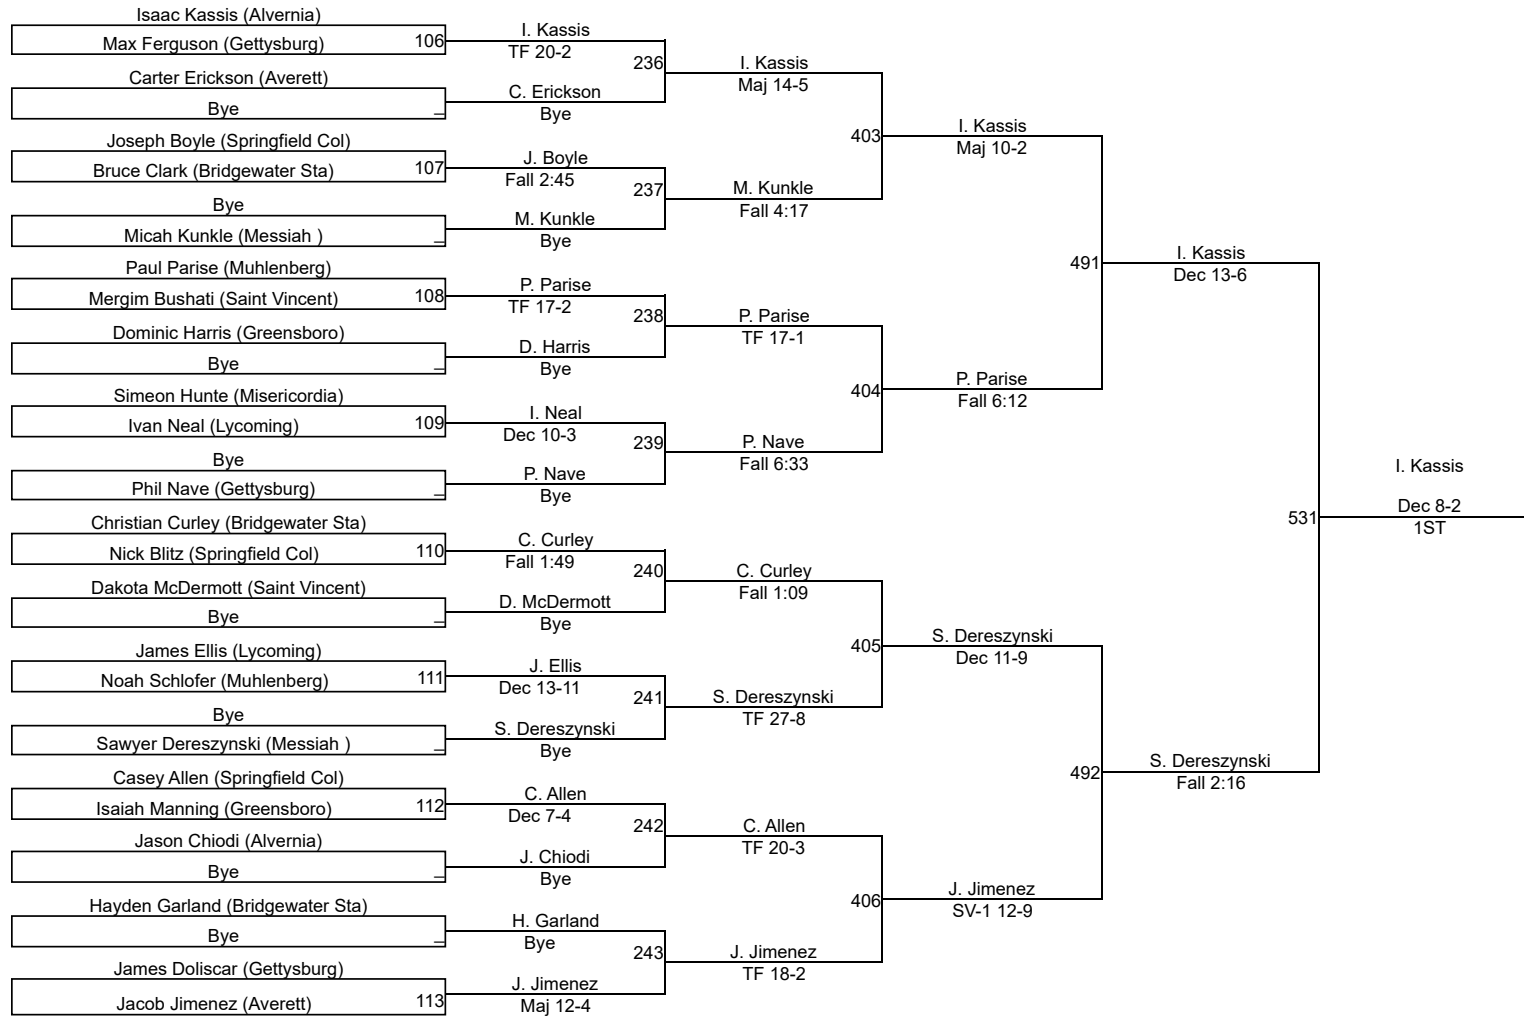 Isaac Kassis (Alvernia)
Max Ferguson (Gettysburg) 106
Carter Erickson (Averett)
Bye _
Joseph Boyle (Springfield Col)
Bruce Clark (Bridgewater Sta) 107
Bye
Micah Kunkle (Messiah ) _
Paul Parise (Muhlenberg)
Mergim Bushati (Saint Vincent) 108
Dominic Harris (Greensboro)
Bye _
Simeon Hunte (Misericordia)
Ivan Neal (Lycoming) 109
Bye
Phil Nave (Gettysburg) _
Christian Curley (Bridgewater Sta)
Nick Blitz (Springfield Col) 110
Dakota McDermott (Saint Vincent)
Bye _
James Ellis (Lycoming)
Noah Schlofer (Muhlenberg) 111
Bye
Sawyer Dereszynski (Messiah ) _
Casey Allen (Springfield Col)
Isaiah Manning (Greensboro) 112
Jason Chiodi (Alvernia)
Bye _
Hayden Garland (Bridgewater Sta)
Bye _
James Doliscar (Gettysburg)
Jacob Jimenez (Averett) 113
I. Kassis
TF 20-2
236
C. Erickson
Bye
J. Boyle
Fall 2:45
237
M. Kunkle
Bye
P. Parise
TF 17-2
238
D. Harris
Bye
I. Neal
Dec 10-3
239
P. Nave
Bye
C. Curley
Fall 1:49
240
D. McDermott
Bye
J. Ellis
Dec 13-11
241
S. Dereszynski
Bye
C. Allen
Dec 7-4
242
J. Chiodi
Bye
H. Garland
Bye
243
J. Jimenez
Maj 12-4
I. Kassis
Maj 14-5
403
M. Kunkle
Fall 4:17
P. Parise
TF 17-1
404
P. Nave
Fall 6:33
C. Curley
Fall 1:09
405
S. Dereszynski
TF 27-8
C. Allen
TF 20-3
406
J. Jimenez
TF 18-2
I. Kassis
Maj 10-2
491
P. Parise
Fall 6:12
S. Dereszynski
Dec 11-9
492
J. Jimenez
SV-1 12-9
I. Kassis
Dec 13-6
531
S. Dereszynski
Fall 2:16
I. Kassis
Dec 8-2
1ST